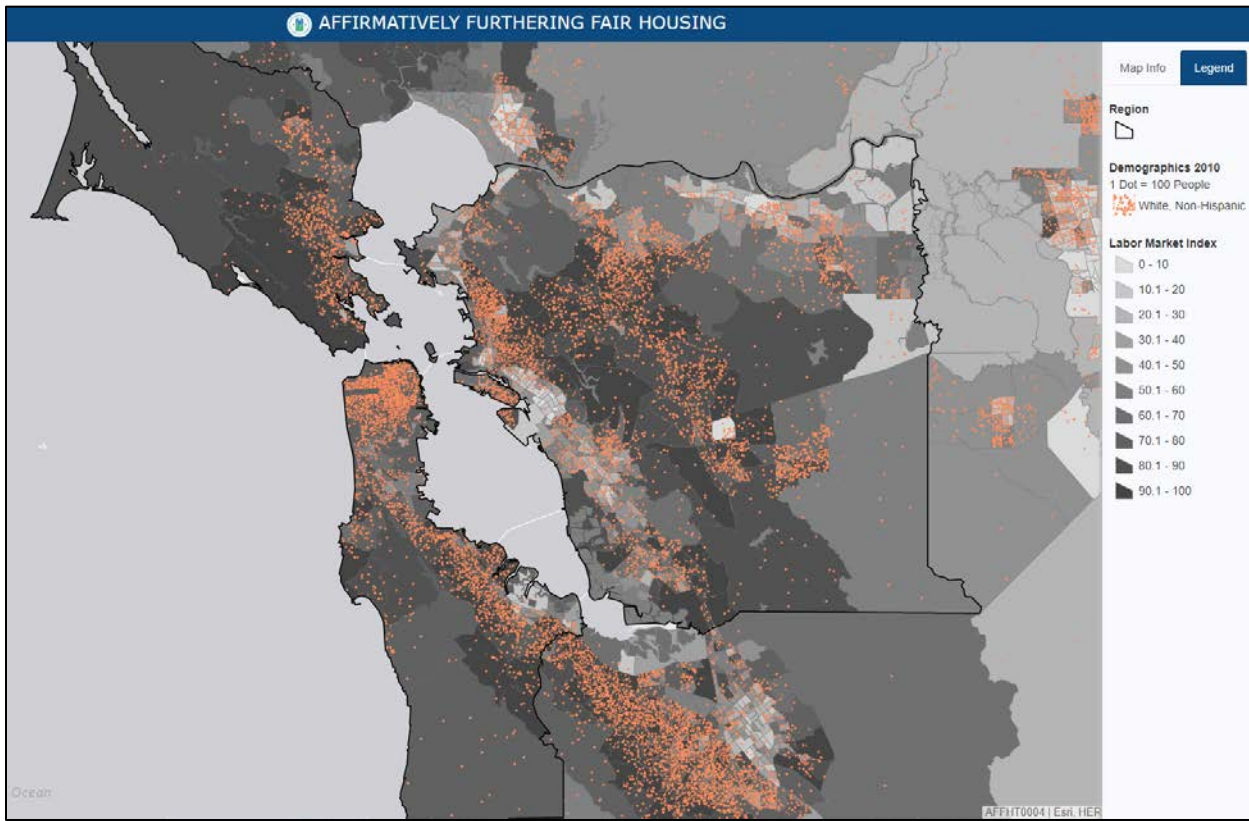 AFFIRMATIVELY FURTHERING FAIR HOUSING
Map Info
Legend
Region
Demographics 2010
1 Dot = 100 People
White, Non-Hispanic
Labor Market Index
0 - 10
10.1 - 20
20.1 - 30
30.1 - 40
40.1 - 50
50.1 - 60
60.1 - 70
70.1 - 80
80.1 - 90
90.1 - 100
Ocean
AFFHT0004 | Esri, HER